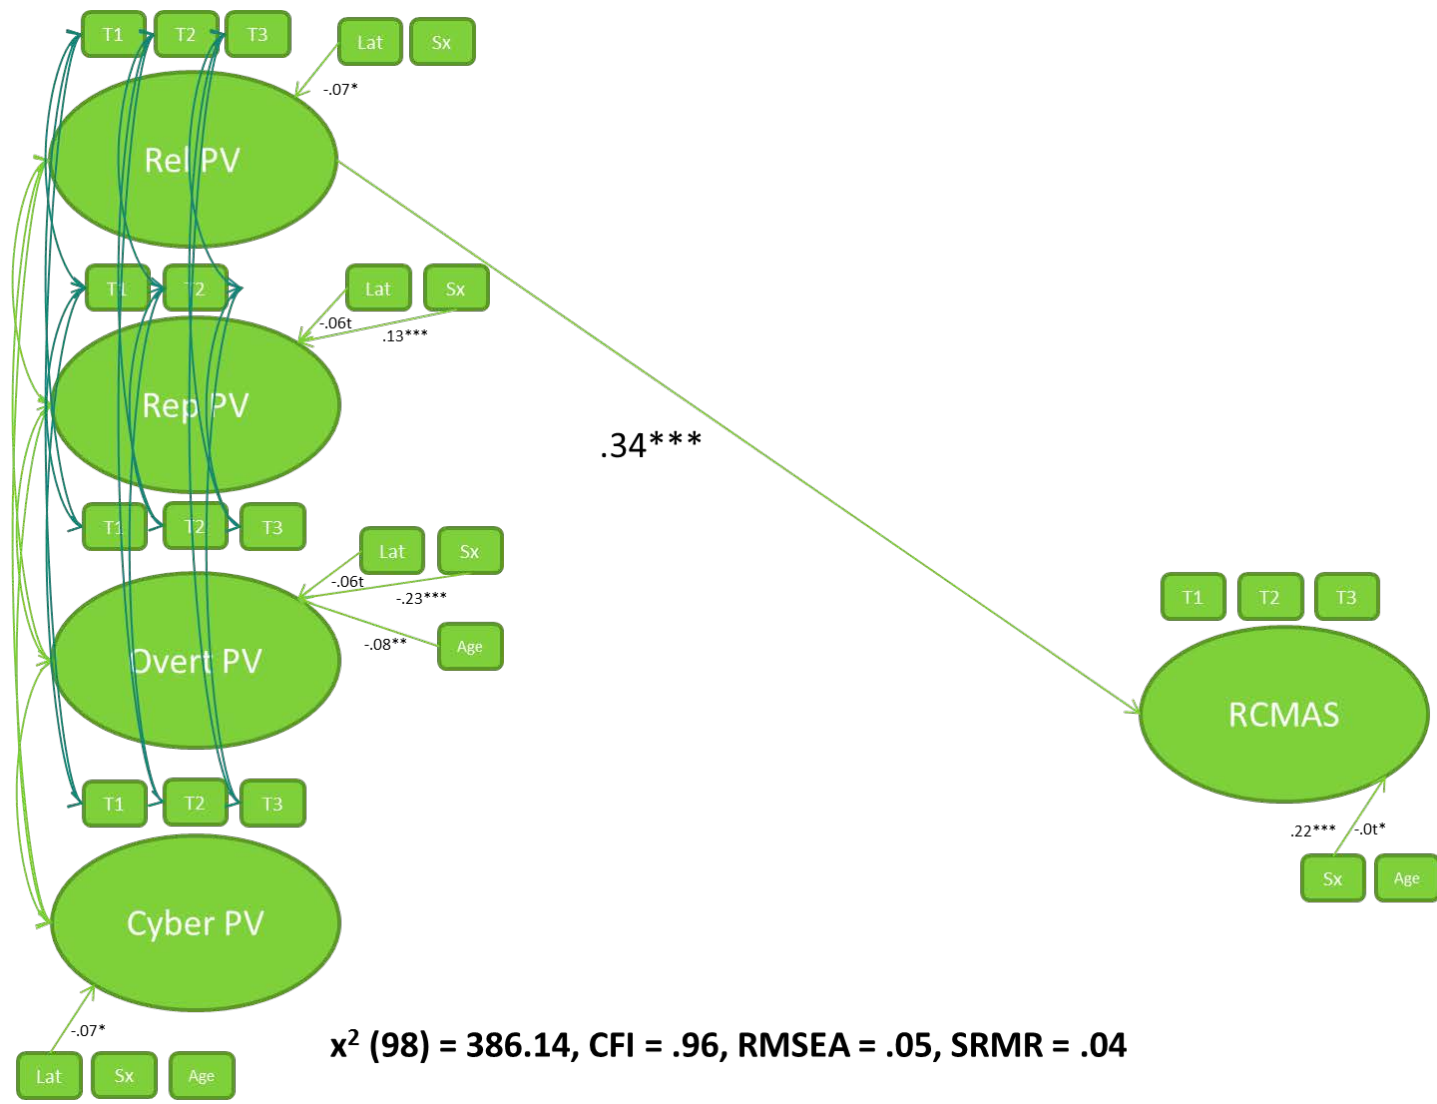 T1 T2 T3
Lat Sx
-.07*
Rel PV
T1 T2
Lat Sx
-.06t
.13***
Rep PV
.34***
T1 T2 T3
Lat Sx
-.06t
-.23***
-.08**
Age
Overt PV
T1 T2 T3
RCMAS
T1 T2 T3
.22*** -.0t*
Sx Age
Cyber PV
-.07*
Lat Sx Age
x² (98) = 386.14, CFI = .96, RMSEA = .05, SRMR = .04